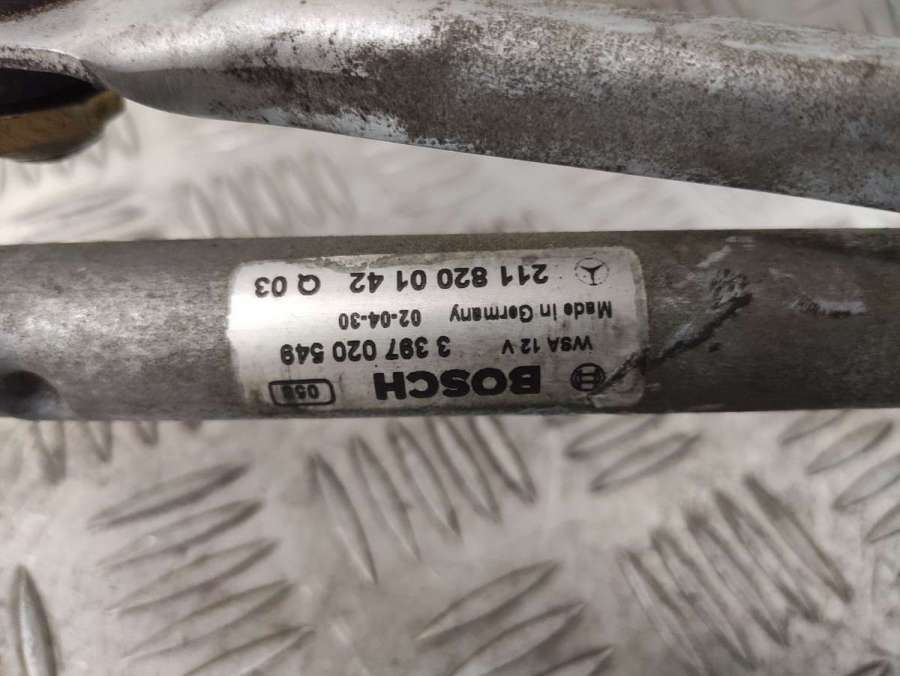 BOSCH
WSA 12 V 3 397 020 549
Made in Germany 02-04-30
211 820 01 42 Q 03